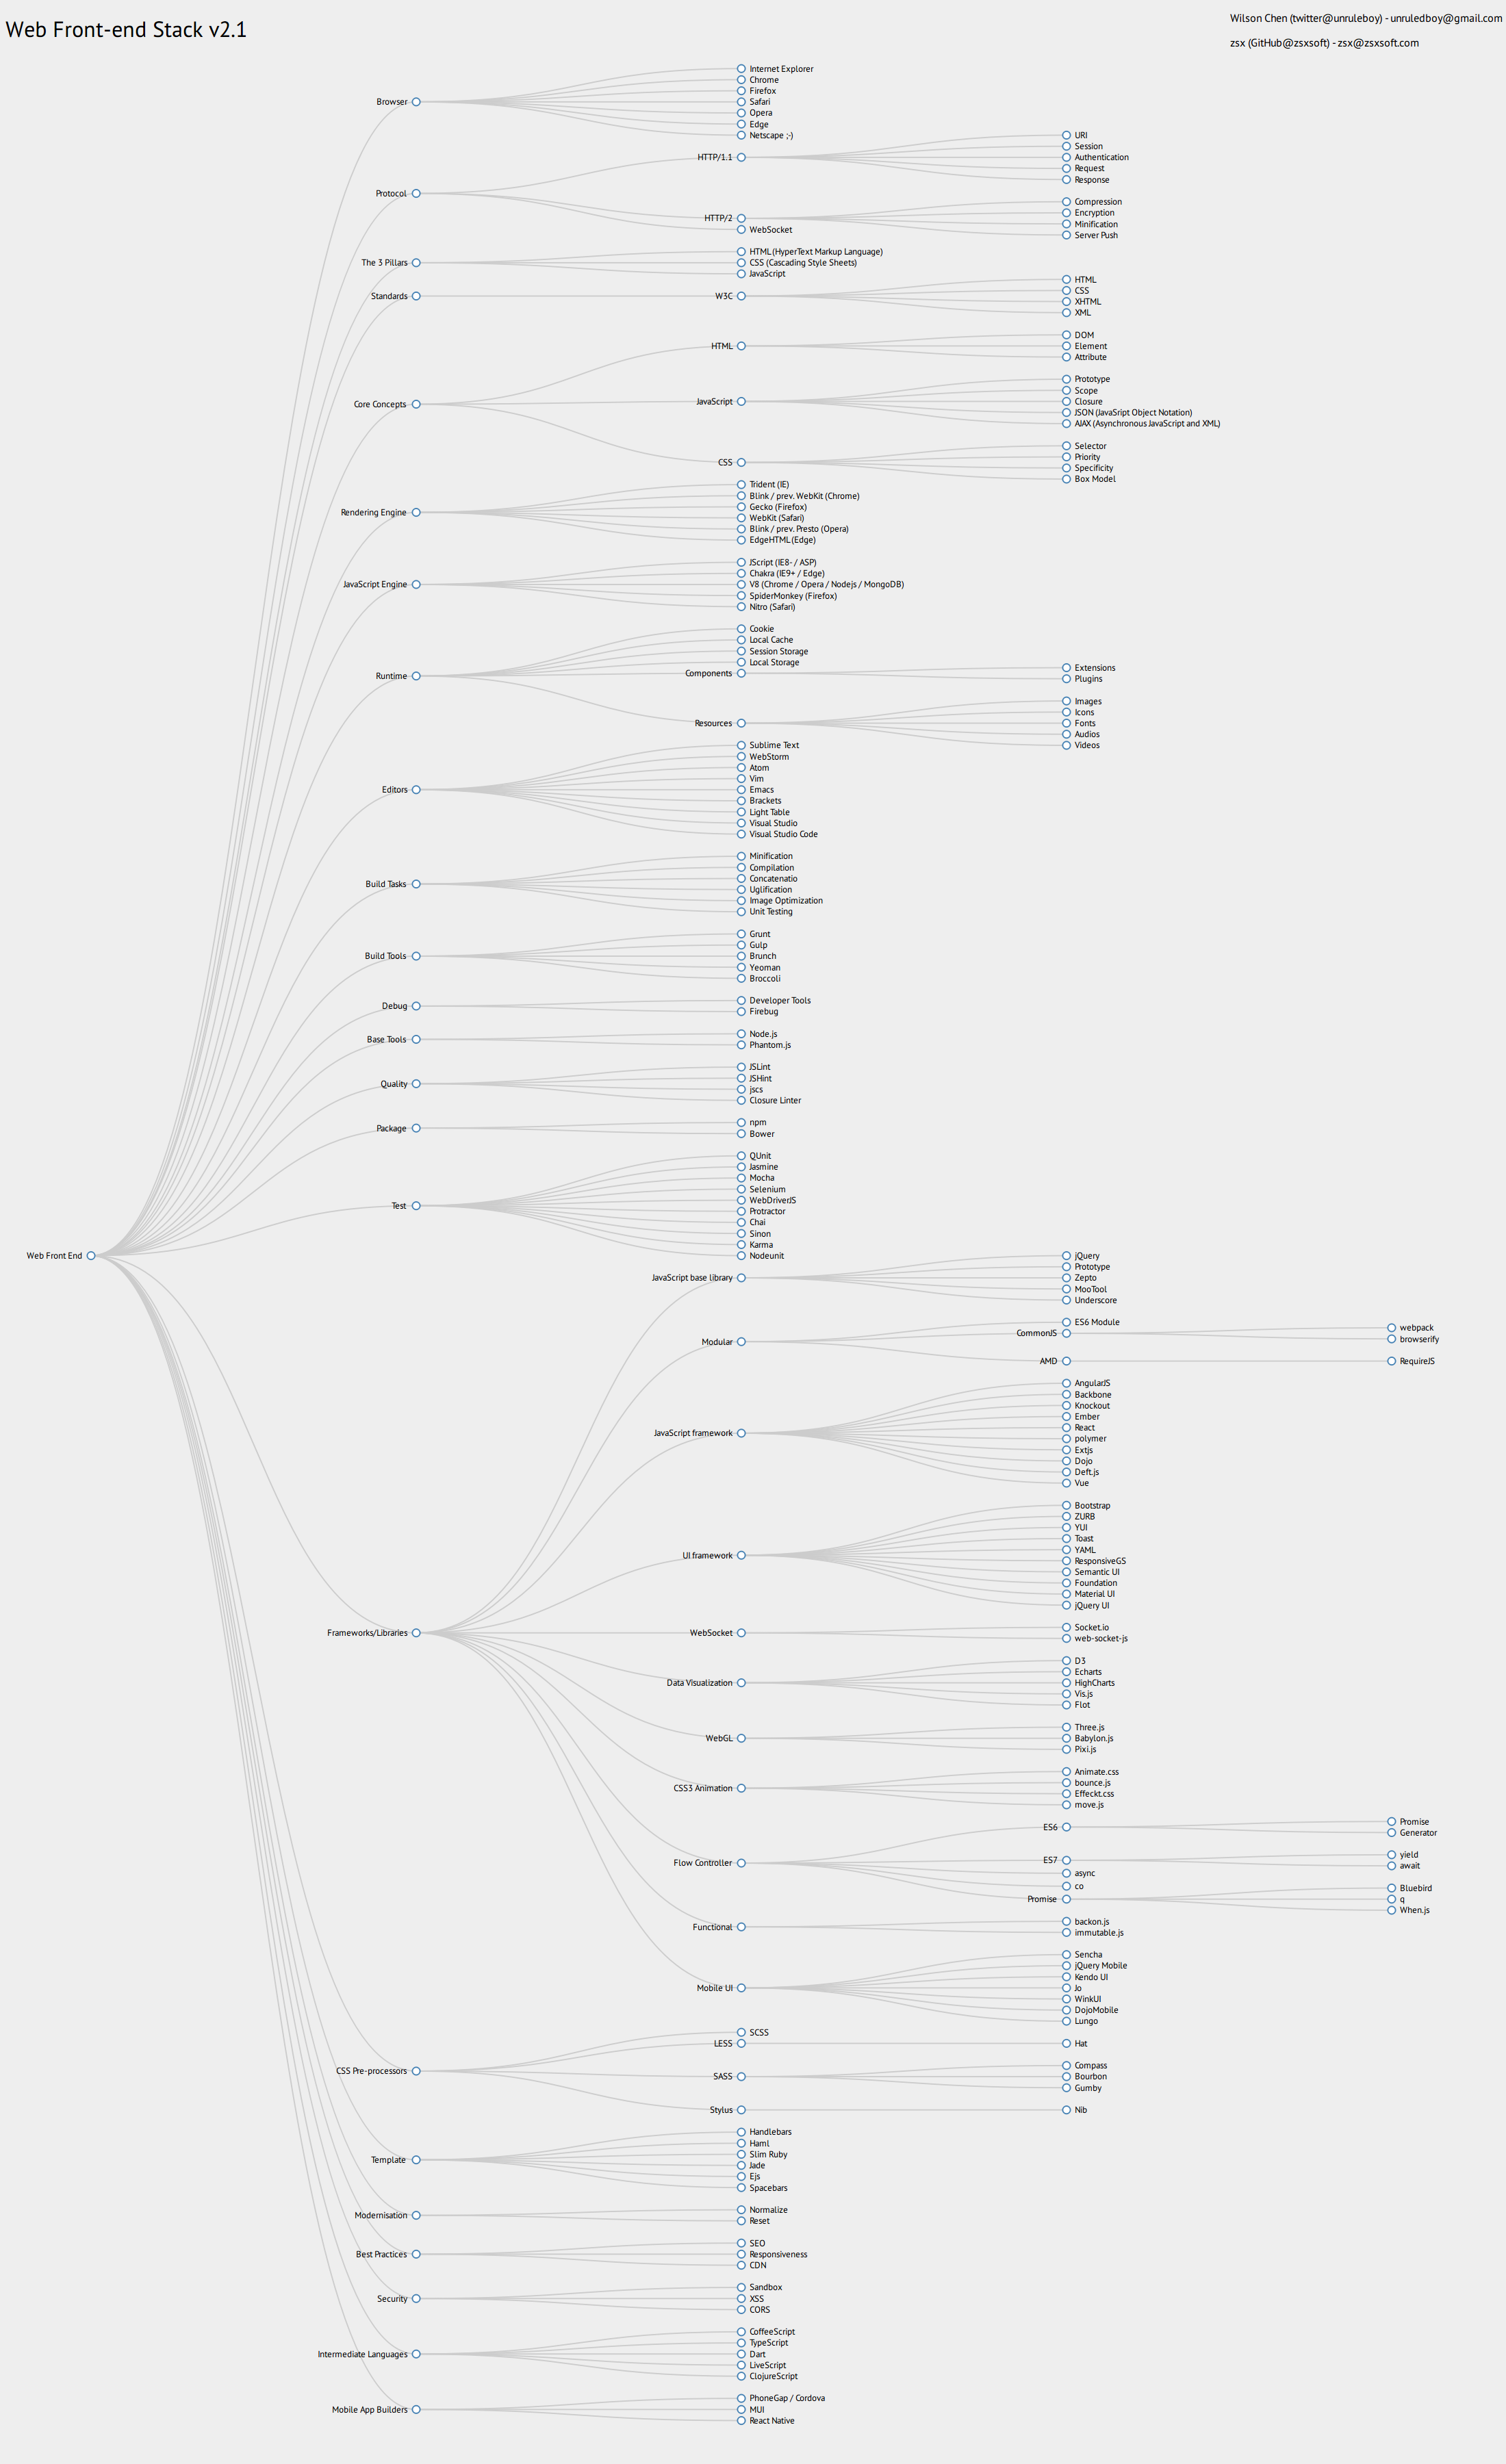 Web Front-end Stack v2.1
Wilson Chen (twitter@unruleboy) - unruledboy@gmail.com
zsx (GitHub@zsxsoft) - zsx@zsxsoft.com
Web Front End
Browser
Internet Explorer
Chrome
Firefox
Safari
Opera
Edge
Netscape ;-)
Protocol
HTTP/1.1
URI
Session
Authentication
Request
Response
HTTP/2
Compression
Encryption
Minification
Server Push
WebSocket
The 3 Pillars
HTML (HyperText Markup Language)
CSS (Cascading Style Sheets)
JavaScript
Standards
W3C
HTML
CSS
XHTML
XML
Core Concepts
HTML
DOM
Element
Attribute
JavaScript
Prototype
Scope
Closure
JSON (JavaSript Object Notation)
AJAX (Asynchronous JavaScript and XML)
CSS
Selector
Priority
Specificity
Box Model
Rendering Engine
Trident (IE)
Blink / prev. WebKit (Chrome)
Gecko (Firefox)
WebKit (Safari)
Blink / prev. Presto (Opera)
EdgeHTML (Edge)
JavaScript Engine
JScript (IE8- / ASP)
Chakra (IE9+ / Edge)
V8 (Chrome / Opera / Nodejs / MongoDB)
SpiderMonkey (Firefox)
Nitro (Safari)
Runtime
Cookie
Local Cache
Session Storage
Local Storage
Components
Extensions
Plugins
Resources
Images
Icons
Fonts
Audios
Videos
Editors
Sublime Text
WebStorm
Atom
Vim
Emacs
Brackets
Light Table
Visual Studio
Visual Studio Code
Build Tasks
Minification
Compilation
Concatenatio
Uglification
Image Optimization
Unit Testing
Build Tools
Grunt
Gulp
Brunch
Yeoman
Broccoli
Debug
Developer Tools
Firebug
Base Tools
Node.js
Phantom.js
Quality
JSLint
JSHint
jscs
Closure Linter
Package
npm
Bower
Test
QUnit
Jasmine
Mocha
Selenium
WebDriverJS
Protractor
Chai
Sinon
Karma
Nodeunit
Frameworks/Libraries
JavaScript base library
jQuery
Prototype
Zepto
MooTool
Underscore
Modular
ES6 Module
CommonJS
webpack
browserify
AMD
RequireJS
JavaScript framework
AngularJS
Backbone
Knockout
Ember
React
polymer
Extjs
Dojo
Deft.js
Vue
UI framework
Bootstrap
ZURB
YUI
Toast
YAML
ResponsiveGS
Semantic UI
Foundation
Material UI
jQuery UI
WebSocket
Socket.io
web-socket-js
Data Visualization
D3
Echarts
HighCharts
Vis.js
Flot
WebGL
Three.js
Babylon.js
Pixi.js
CSS3 Animation
Animate.css
bounce.js
Effeckt.css
move.js
Flow Controller
ES6
Promise
Generator
ES7
yield
await
async
co
Promise
Bluebird
q
When.js
Functional
backon.js
immutable.js
Mobile UI
Sencha
jQuery Mobile
Kendo UI
Jo
WinkUI
DojoMobile
Lungo
CSS Pre-processors
SCSS
LESS
Hat
SASS
Compass
Bourbon
Gumby
Stylus
Nib
Template
Handlebars
Haml
Slim Ruby
Jade
Ejs
Spacebars
Modernisation
Normalize
Reset
Best Practices
SEO
Responsiveness
CDN
Security
Sandbox
XSS
CORS
Intermediate Languages
CoffeeScript
TypeScript
Dart
LiveScript
ClojureScript
Mobile App Builders
PhoneGap / Cordova
MUI
React Native